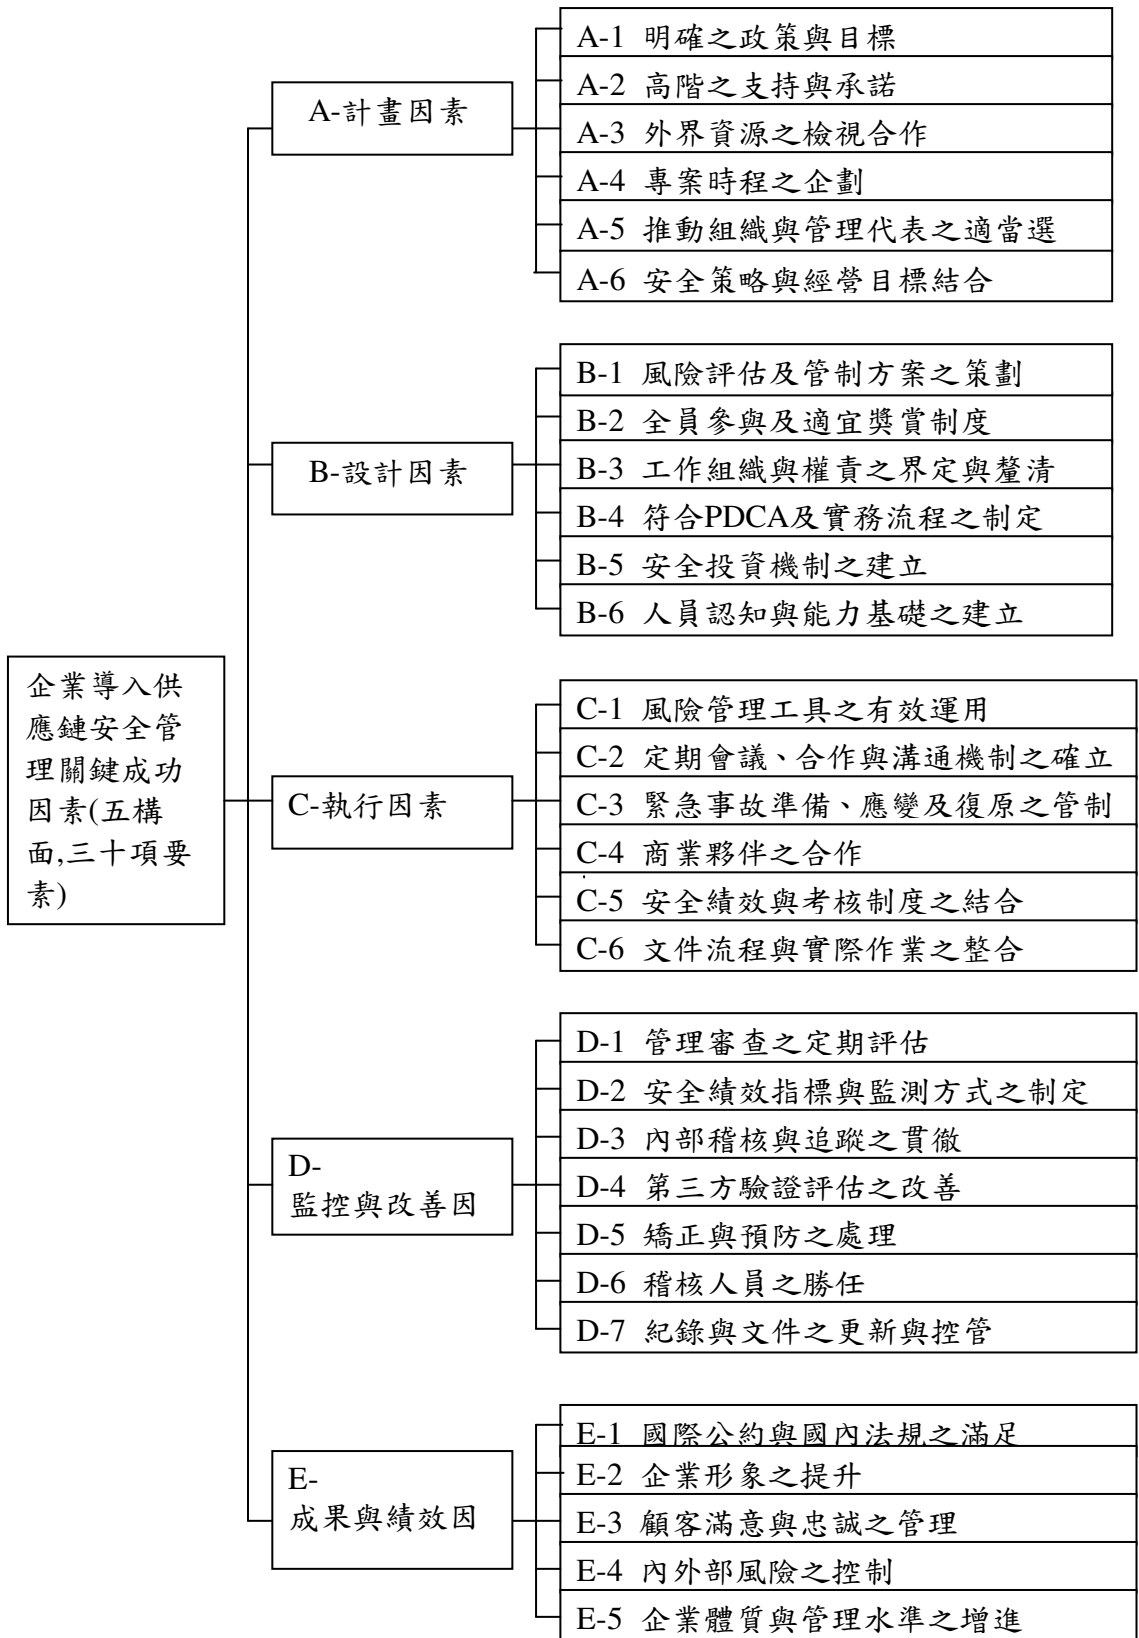 A-1 明確之政策與目標
A-2 高階之支持與承諾
A-計畫因素
A-3 外界資源之檢視合作
A-4 專案時程之企劃
A-5 推動組織與管理代表之適當選
A-6 安全策略與經營目標結合
B-1 風險評估及管制方案之策劃
B-2 全員參與及適宜獎賞制度
B-設計因素
B-3 工作組織與權責之界定與釐清
B-4 符合PDCA及實務流程之制定
B-5 安全投資機制之建立
B-6 人員認知與能力基礎之建立
企業導入供
應鏈安全管
理關鍵成功
因素(五構
面,三十項要
素)
C-1 風險管理工具之有效運用
C-2 定期會議、合作與溝通機制之確立
C-執行因素
C-3 緊急事故準備、應變及復原之管制
C-4 商業夥伴之合作
C-5 安全績效與考核制度之結合
C-6 文件流程與實際作業之整合
D-1 管理審查之定期評估
D-2 安全績效指標與監測方式之制定
D-3 內部稽核與追蹤之貫徹
D-
監控與改善因
D-4 第三方驗證評估之改善
D-5 矯正與預防之處理
D-6 稽核人員之勝任
D-7 紀錄與文件之更新與控管
E-1 國際公約與國內法規之滿足
E-2 企業形象之提升
E-
成果與績效因
E-3 顧客滿意與忠誠之管理
E-4 內外部風險之控制
E-5 企業體質與管理水準之增進